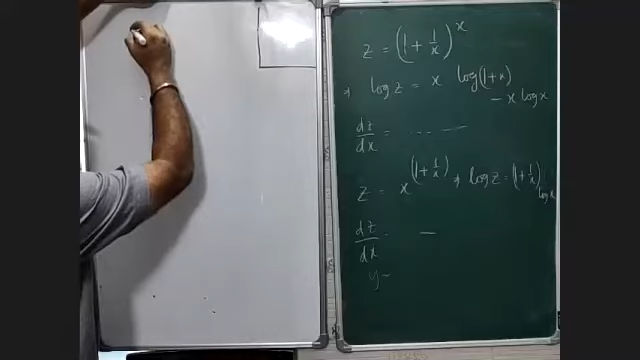 z = (1 + 1/x)^x
⇒ log z = x log(1+x)
- x log x
dz/dx = ... —
z = x^(1 + 1/x) ⇒ log z = (1 + 1/x) log x
dz/dx . —
y =